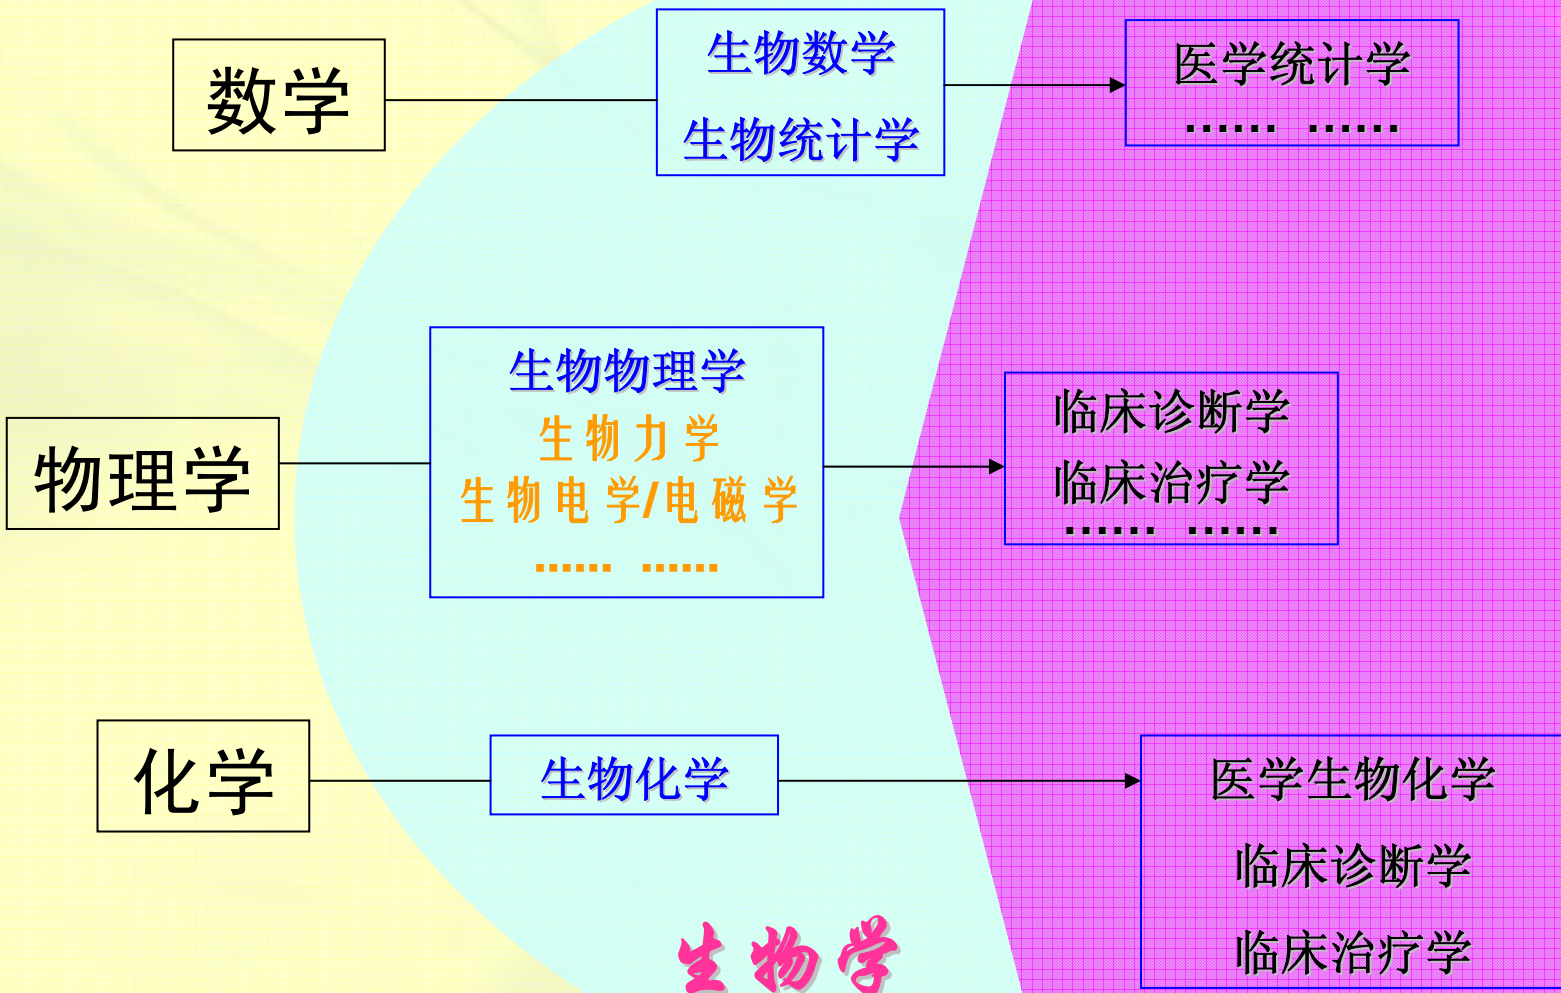 数学
生物数学
生物统计学
医学统计学
…… ……
物理学
生物物理学
生物力学
生物电学/电磁学
…… ……
临床诊断学
临床治疗学
…… ……
化学
生物化学
医学生物化学
临床诊断学
临床治疗学
生物学